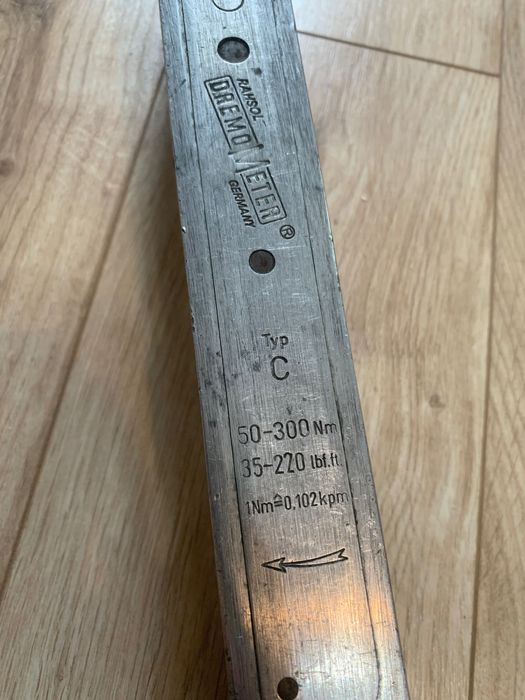 RAHSOL
DREMOMETER®
GERMANY
Typ
C
50-300 Nm
35-220 lbf.ft.
1Nm≙0,102kpm